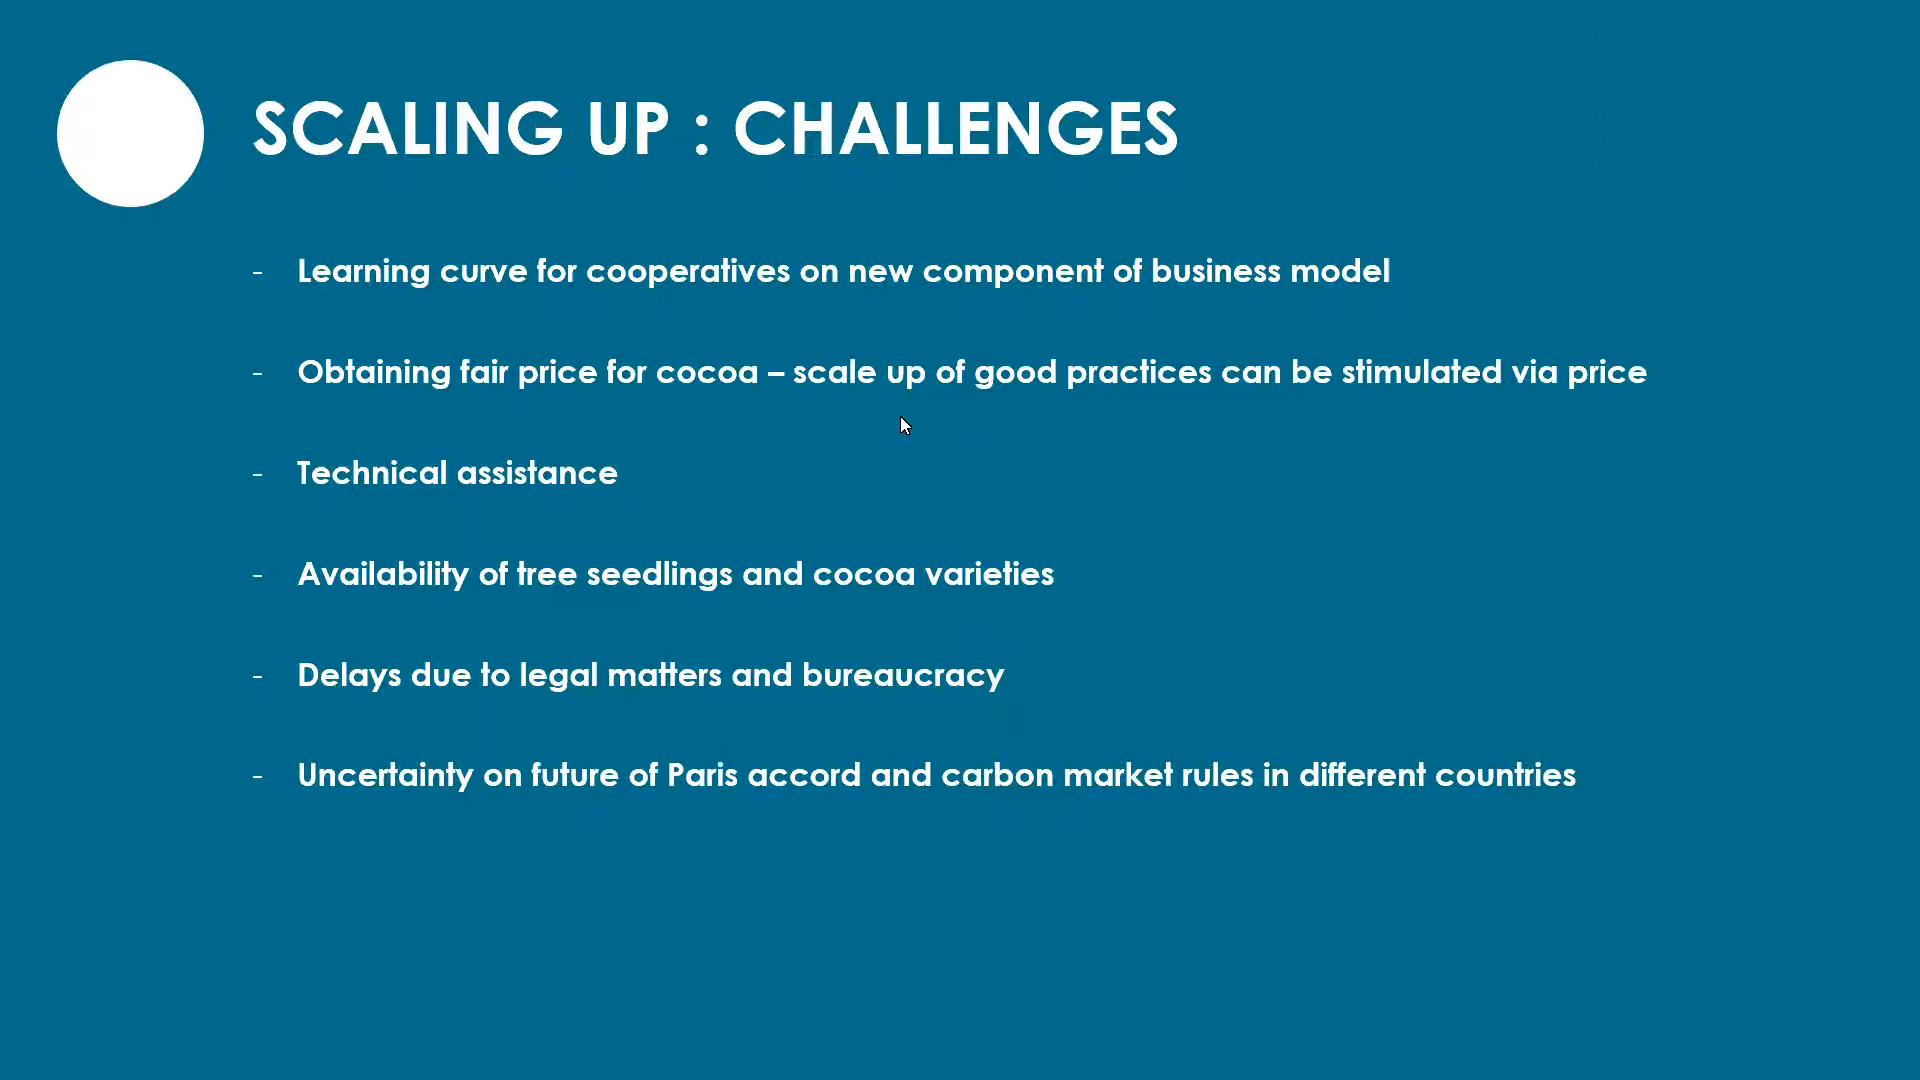 SCALING UP : CHALLENGES
- Learning curve for cooperatives on new component of business model
- Obtaining fair price for cocoa – scale up of good practices can be stimulated via price
- Technical assistance
- Availability of tree seedlings and cocoa varieties
- Delays due to legal matters and bureaucracy
- Uncertainty on future of Paris accord and carbon market rules in different countries